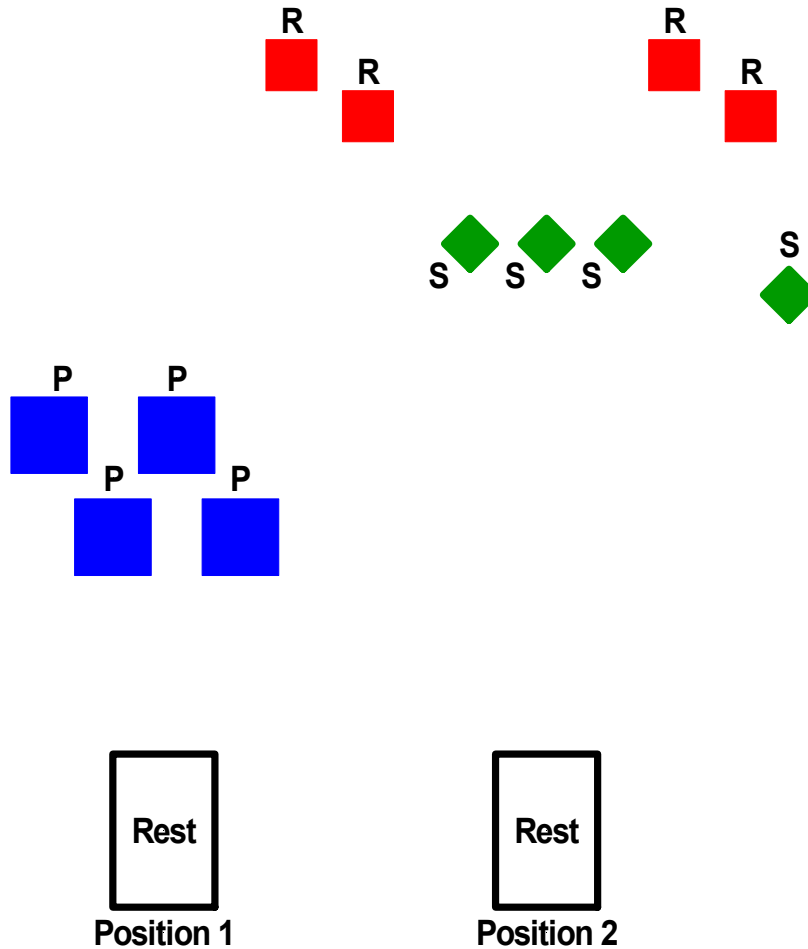 R R
R R
S
S S S
P P
P P
Rest Rest
Position 1 Position 2